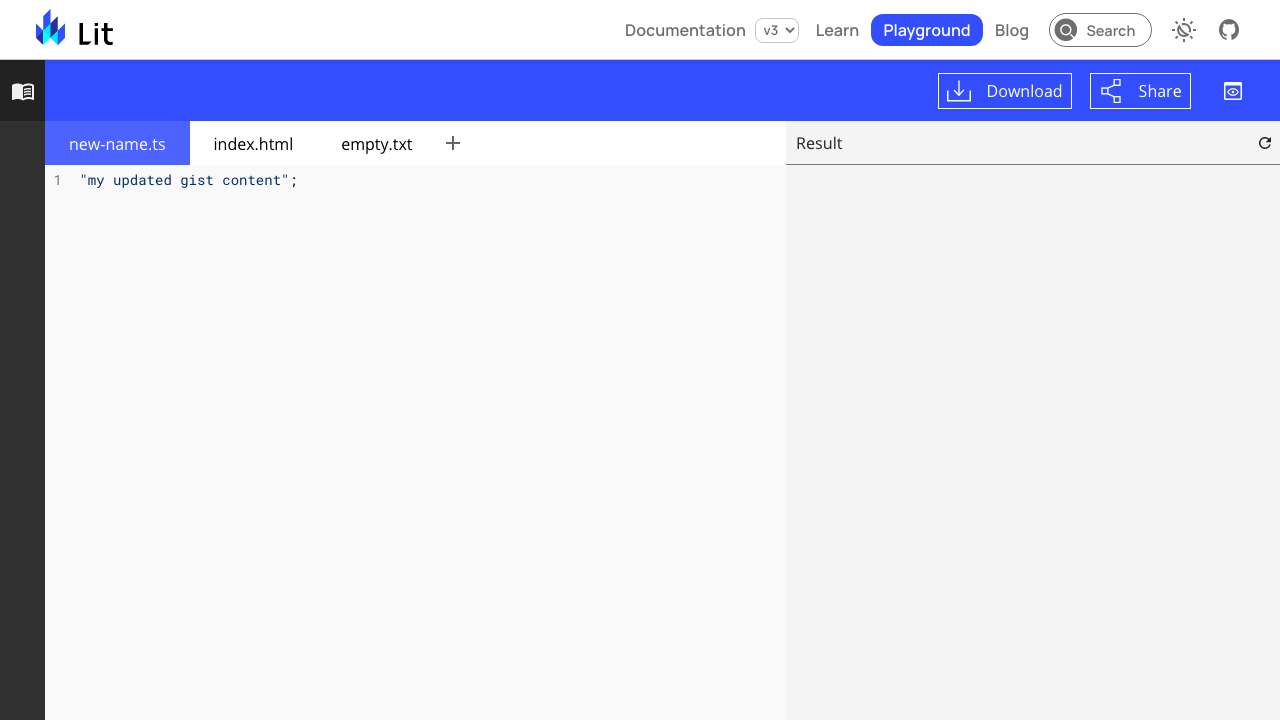 Lit
Documentation v3 Learn Playground Blog Search
Download Share
new-name.ts index.html empty.txt
Result
1 "my updated gist content";